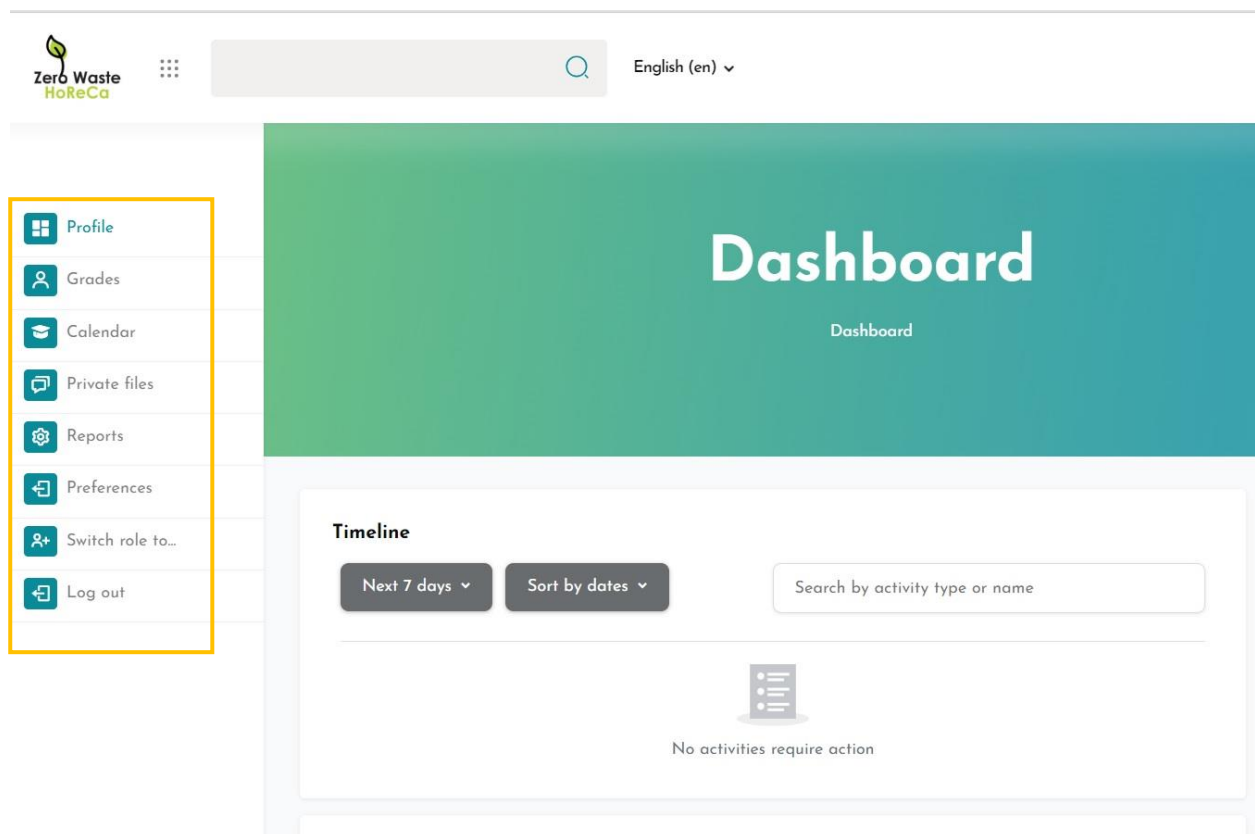 Zero Waste
HoReCa
English (en)
Profile
Grades
Calendar
Private files
Reports
Preferences
Switch role to...
Log out
Dashboard
Dashboard
Timeline
Next 7 days
Sort by dates
Search by activity type or name
No activities require action